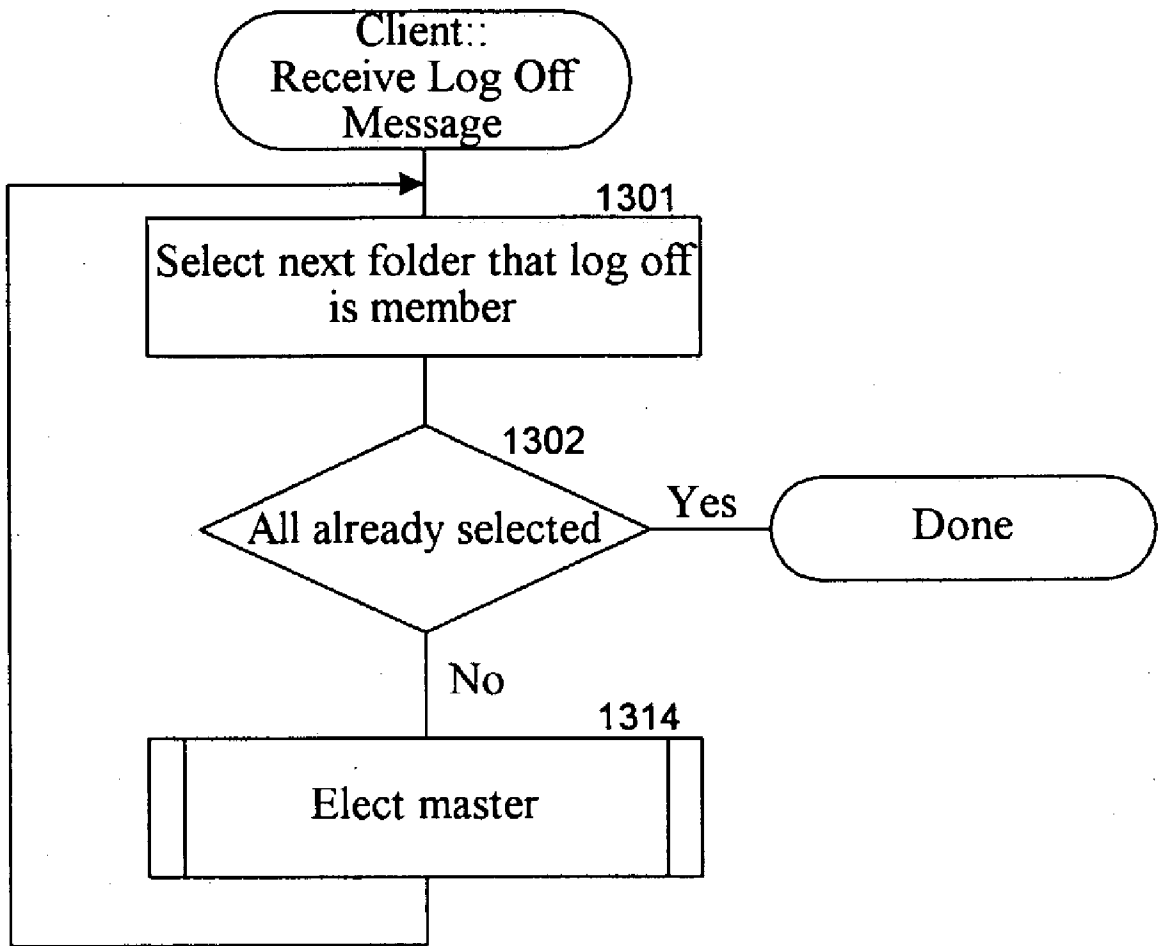 Client::
Receive Log Off
Message
1301
Select next folder that log off
is member
1302
All already selected
Yes
Done
No
1314
Elect master